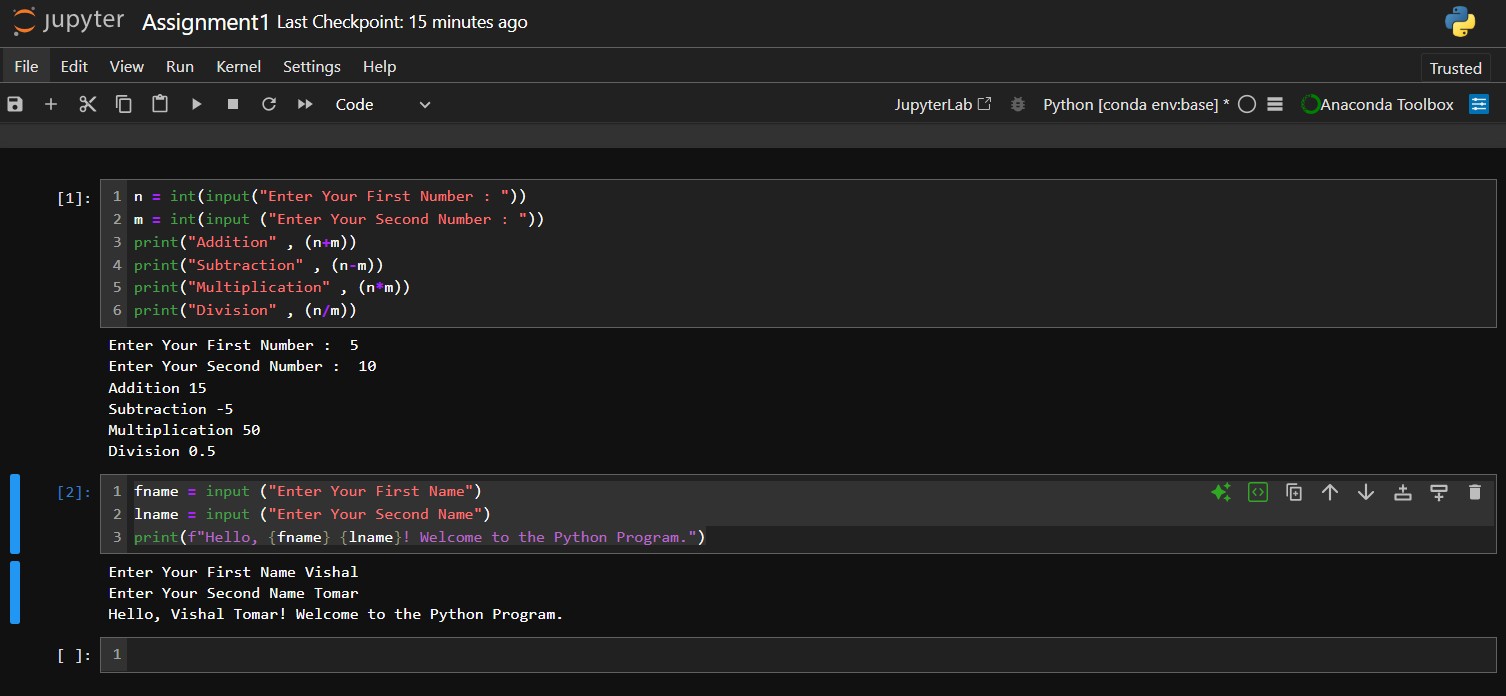 jupyter Assignment1 Last Checkpoint: 15 minutes ago
File Edit View Run Kernel Settings Help Trusted
Code JupyterLab Python [conda env:base] * Anaconda Toolbox
[1]:
1 n = int(input("Enter Your First Number : "))
2 m = int(input ("Enter Your Second Number : "))
3 print("Addition" , (n+m))
4 print("Subtraction" , (n-m))
5 print("Multiplication" , (n*m))
6 print("Division" , (n/m))
Enter Your First Number :  5
Enter Your Second Number :  10
Addition 15
Subtraction -5
Multiplication 50
Division 0.5
[2]:
1 fname = input ("Enter Your First Name")
2 lname = input ("Enter Your Second Name")
3 print(f"Hello, {fname} {lname}! Welcome to the Python Program.")
Enter Your First Name Vishal
Enter Your Second Name Tomar
Hello, Vishal Tomar! Welcome to the Python Program.
[ ]:
1